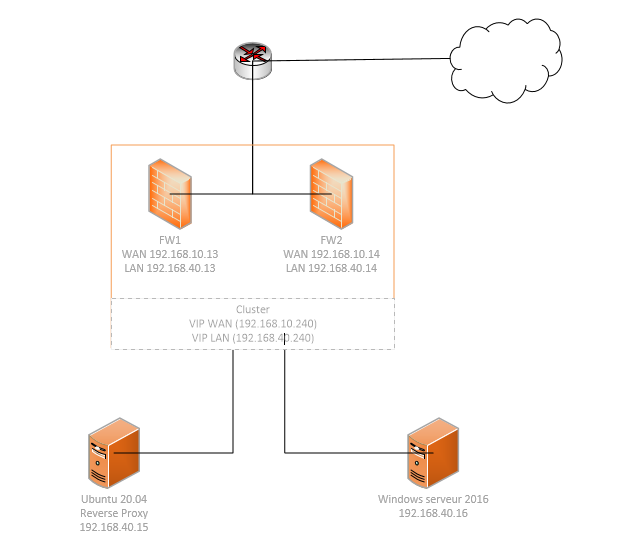 FW1
WAN 192.168.10.13
LAN 192.168.40.13
FW2
WAN 192.168.10.14
LAN 192.168.40.14
Cluster
VIP WAN (192.168.10.240)
VIP LAN (192.168.40.240)
Ubuntu 20.04
Reverse Proxy
192.168.40.15
Windows serveur 2016
192.168.40.16